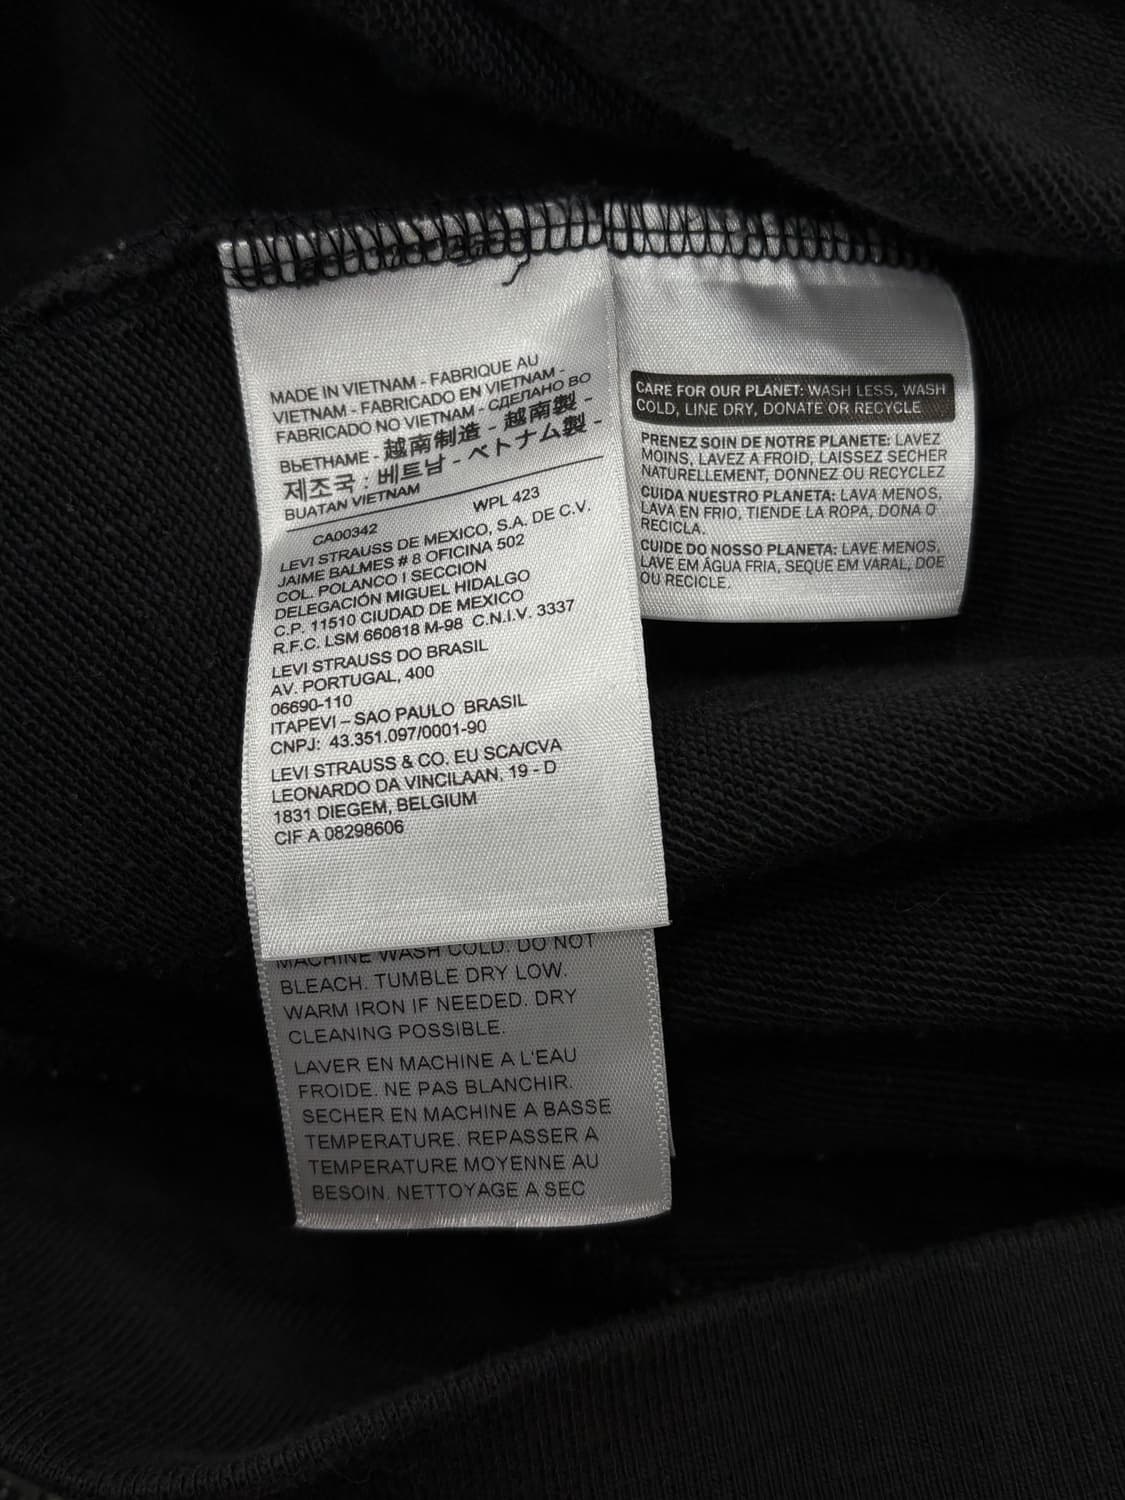 MADE IN VIETNAM - FABRIQUE AU
VIETNAM - FABRICADO EN VIETNAM -
FABRICADO NO VIETNAM - СДЕЛАНО ВО
ВЬЕТНАМЕ - 越南制造 - 越南製 -
제조국 : 베트남 - ベトナム製 -
BUATAN VIETNAM
CA00342 WPL 423
LEVI STRAUSS DE MEXICO, S.A. DE C.V.
JAIME BALMES # 8 OFICINA 502
COL. POLANCO I SECCION
DELEGACIÓN MIGUEL HIDALGO
C.P. 11510 CIUDAD DE MEXICO
R.F.C. LSM 660818 M-98 C.N.I.V. 3337
LEVI STRAUSS DO BRASIL
AV. PORTUGAL, 400
06690-110
ITAPEVI – SAO PAULO BRASIL
CNPJ: 43.351.097/0001-90
LEVI STRAUSS & CO. EU SCA/CVA
LEONARDO DA VINCILAAN, 19 - D
1831 DIEGEM, BELGIUM
CIF A 08298606
MACHINE WASH COLD. DO NOT
BLEACH. TUMBLE DRY LOW.
WARM IRON IF NEEDED. DRY
CLEANING POSSIBLE.
LAVER EN MACHINE A L'EAU
FROIDE. NE PAS BLANCHIR.
SECHER EN MACHINE A BASSE
TEMPERATURE. REPASSER A
TEMPERATURE MOYENNE AU
BESOIN. NETTOYAGE A SEC
CARE FOR OUR PLANET: WASH LESS, WASH
COLD, LINE DRY, DONATE OR RECYCLE
PRENEZ SOIN DE NOTRE PLANETE: LAVEZ
MOINS, LAVEZ A FROID, LAISSEZ SECHER
NATURELLEMENT, DONNEZ OU RECYCLEZ
CUIDA NUESTRO PLANETA: LAVA MENOS,
LAVA EN FRIO, TIENDE LA ROPA, DONA O
RECICLA.
CUIDE DO NOSSO PLANETA: LAVE MENOS,
LAVE EM ÁGUA FRIA, SEQUE EM VARAL, DOE
OU RECICLE.